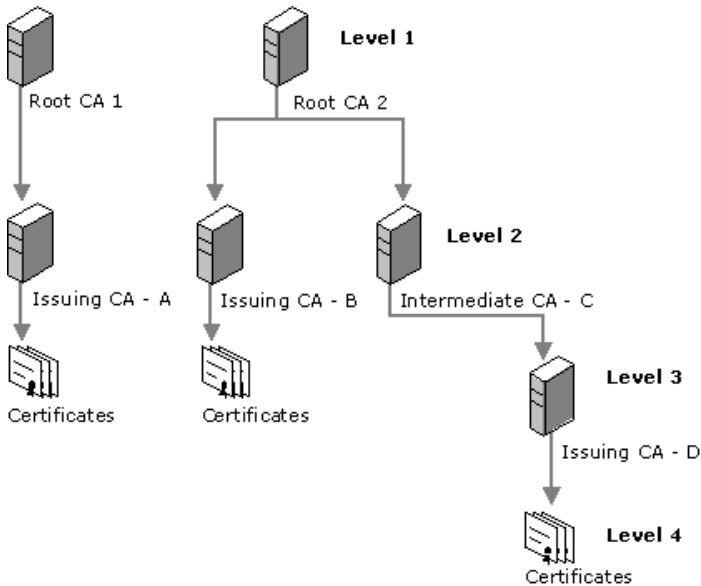 Level 1
Root CA 1
Root CA 2
Level 2
Issuing CA - A
Issuing CA - B
Intermediate CA - C
Certificates
Certificates
Level 3
Issuing CA - D
Level 4
Certificates